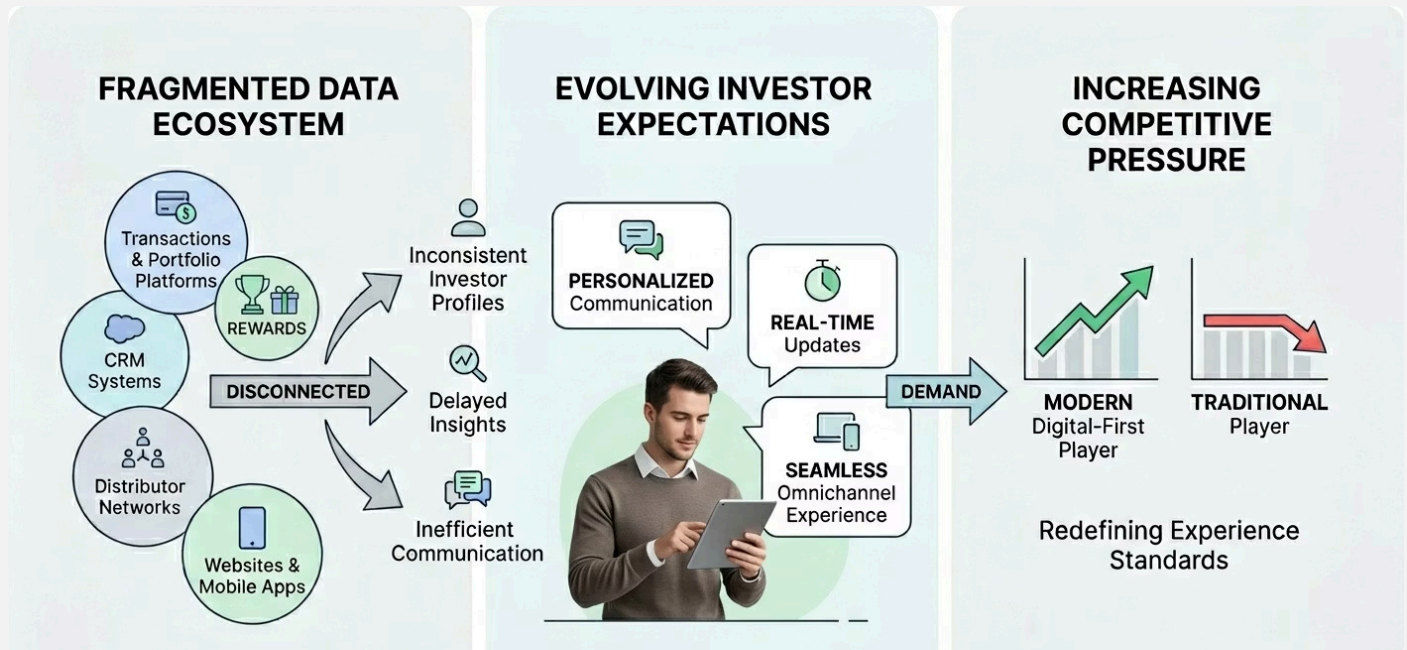 FRAGMENTED DATA
ECOSYSTEM
Transactions
& Portfolio
Platforms
REWARDS
CRM
Systems
Distributor
Networks
Websites &
Mobile Apps
DISCONNECTED
Inconsistent
Investor
Profiles
Delayed
Insights
Inefficient
Communication
EVOLVING INVESTOR
EXPECTATIONS
PERSONALIZED
Communication
REAL-TIME
Updates
SEAMLESS
Omnichannel
Experience
DEMAND
INCREASING
COMPETITIVE
PRESSURE
MODERN
Digital-First
Player
TRADITIONAL
Player
Redefining Experience
Standards